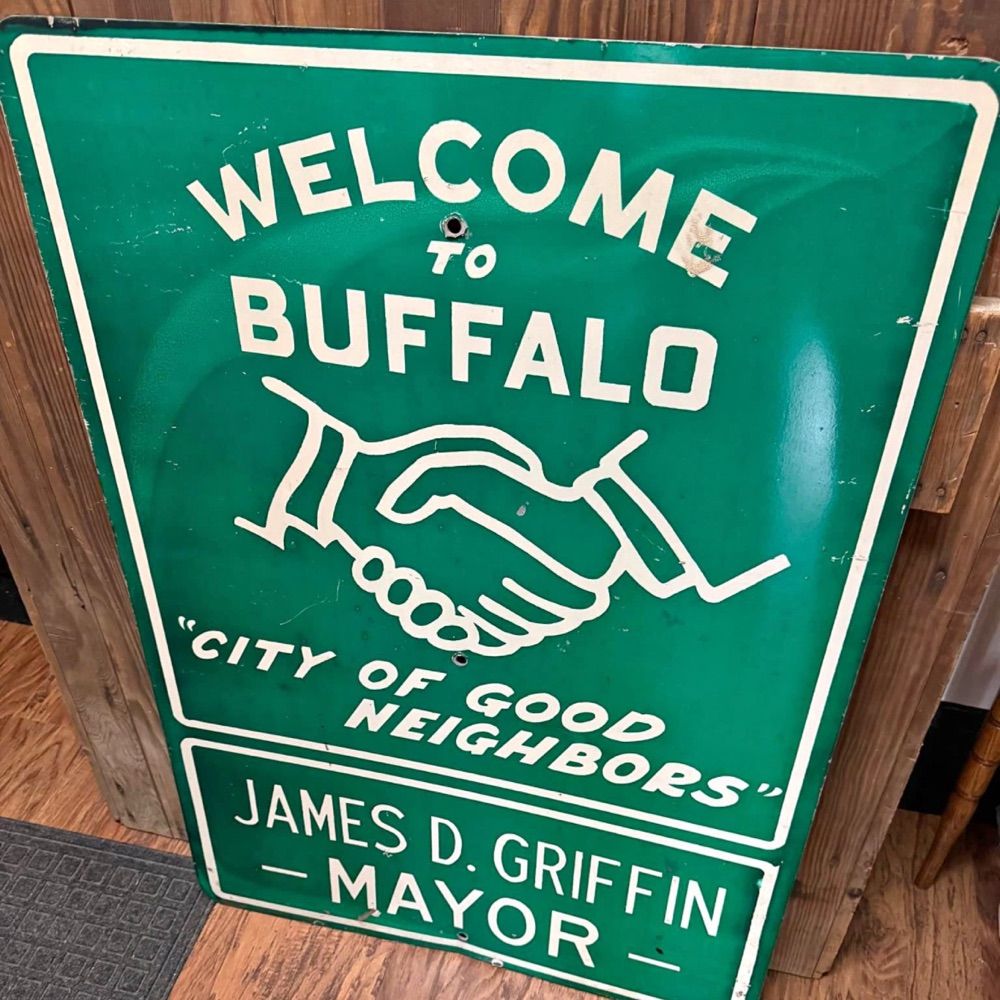 WELCOME
TO
BUFFALO
"CITY OF GOOD
NEIGHBORS"
JAMES D. GRIFFIN
— MAYOR —